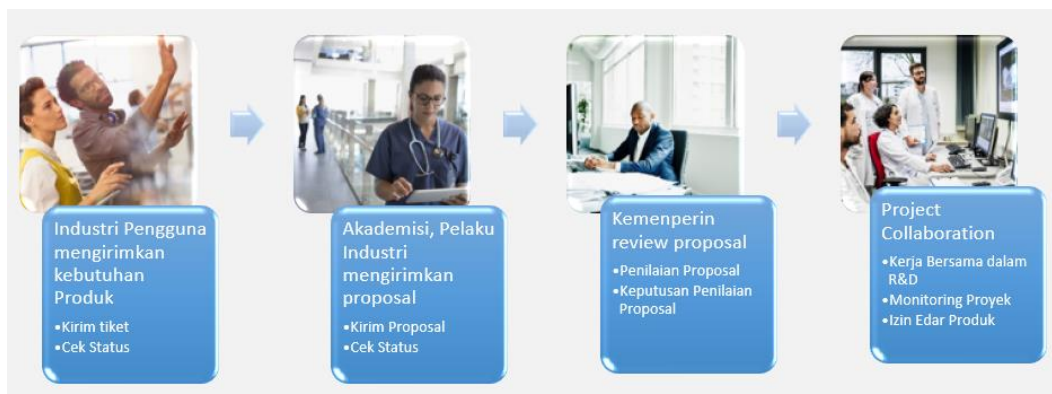 Industri Pengguna
mengirimkan
kebutuhan
Produk
•Kirim tiket
•Cek Status
Akademisi, Pelaku
Industri
mengirimkan
proposal
•Kirim Proposal
•Cek Status
Kemenperin
review proposal
•Penilaian Proposal
•Keputusan Penilaian
Proposal
Project
Collaboration
•Kerja Bersama dalam
R&D
•Monitoring Proyek
•Izin Edar Produk